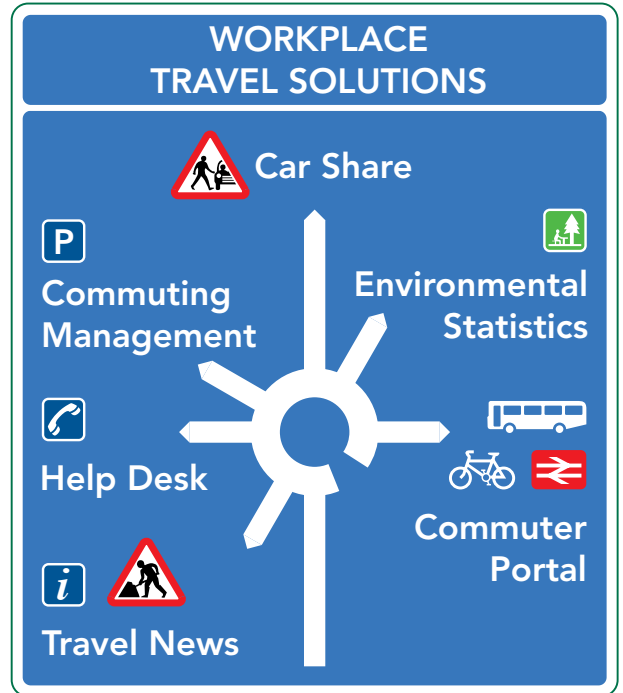 WORKPLACE
TRAVEL SOLUTIONS
Car Share
P
Commuting
Management
Environmental
Statistics
Help Desk
Commuter
Portal
i
Travel News